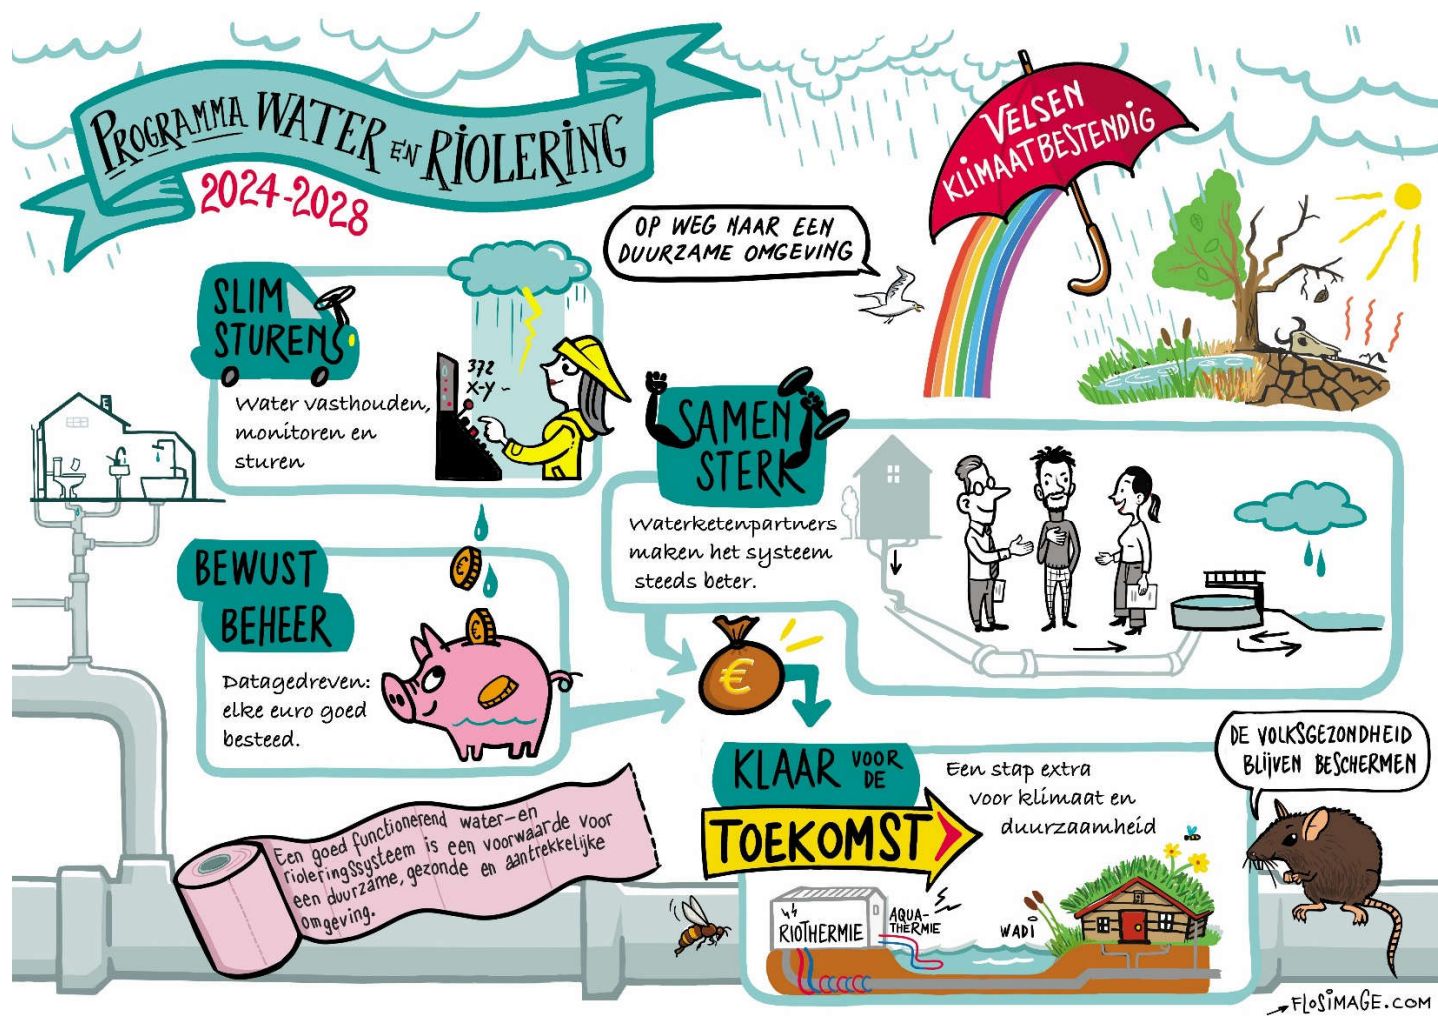 PROGRAMMA WATER EN RIOLERING
2024-2028
VELSEN
KLIMAATBESTENDIG
OP WEG NAAR EEN
DUURZAME OMGEVING
SLIM
STUREN
Water vasthouden,
monitoren en
sturen
372
X-Y-
SAMEN
STERK
Waterketenpartners
maken het systeem
steeds beter.
BEWUST
BEHEER
Datagedreven:
elke euro goed
besteed.
€
€
€
KLAAR VOOR
DE
TOEKOMST
Een stap extra
voor klimaat en
duurzaamheid
DE VOLKSGEZONDHEID
BLIJVEN BESCHERMEN
Een goed functionerend water-en
rioleringssysteem is een voorwaarde voor
een duurzame, gezonde en aantrekkelijke
omgeving.
RIOTHERMIE
AQUA-
THERMIE
WADI
FLOSIMAGE.COM